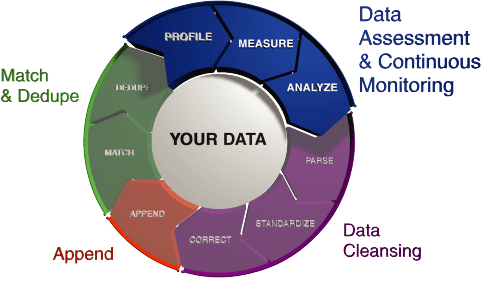 PROFILE
MEASURE
ANALYZE
PARSE
STANDARDIZE
CORRECT
APPEND
MATCH
DEDUPE
YOUR DATA
Data
Assessment
& Continuous
Monitoring
Data
Cleansing
Append
Match
& Dedupe